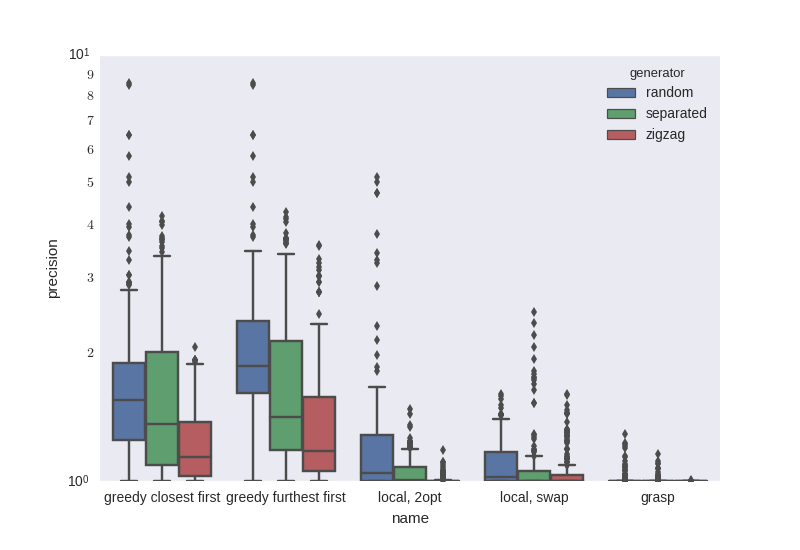 10¹
9
8
7
6
5
4
3
2
10⁰
precision
generator
random
separated
zigzag
greedy closest first greedy furthest first local, 2opt local, swap grasp
name